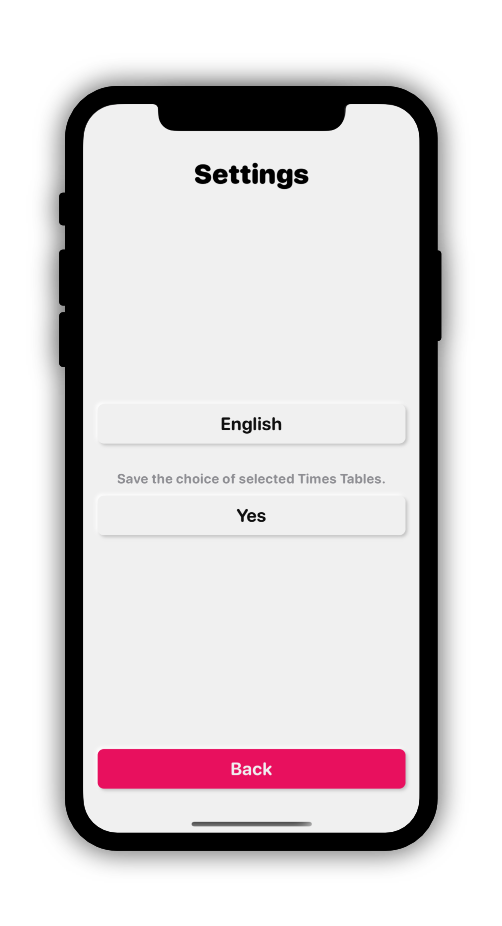 Settings
English
Save the choice of selected Times Tables.
Yes
Back